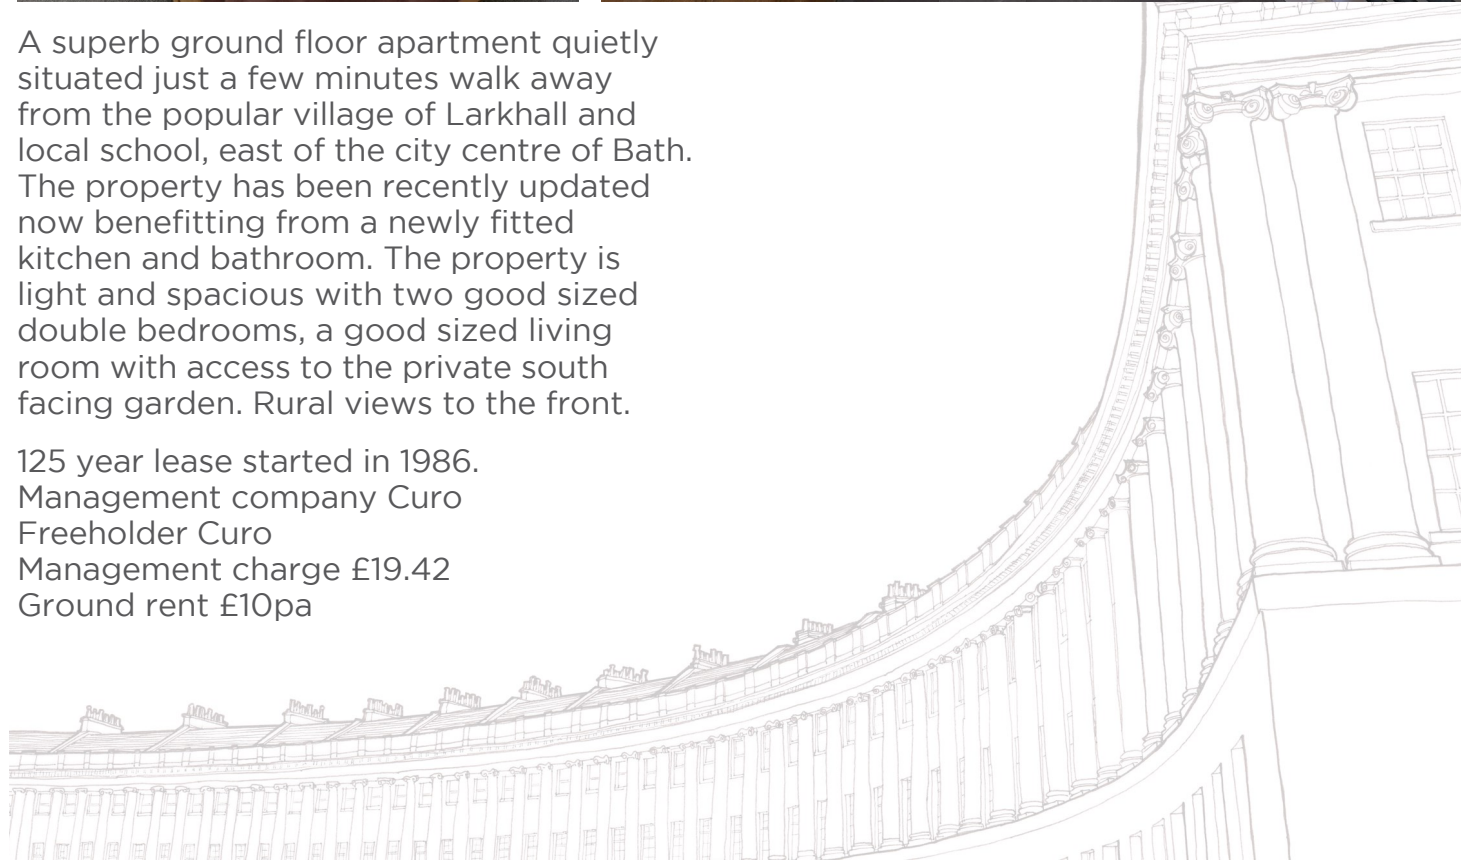 A superb ground floor apartment quietly
situated just a few minutes walk away
from the popular village of Larkhall and
local school, east of the city centre of Bath.
The property has been recently updated
now benefitting from a newly fitted
kitchen and bathroom. The property is
light and spacious with two good sized
double bedrooms, a good sized living
room with access to the private south
facing garden. Rural views to the front.
125 year lease started in 1986.
Management company Curo
Freeholder Curo
Management charge £19.42
Ground rent £10pa